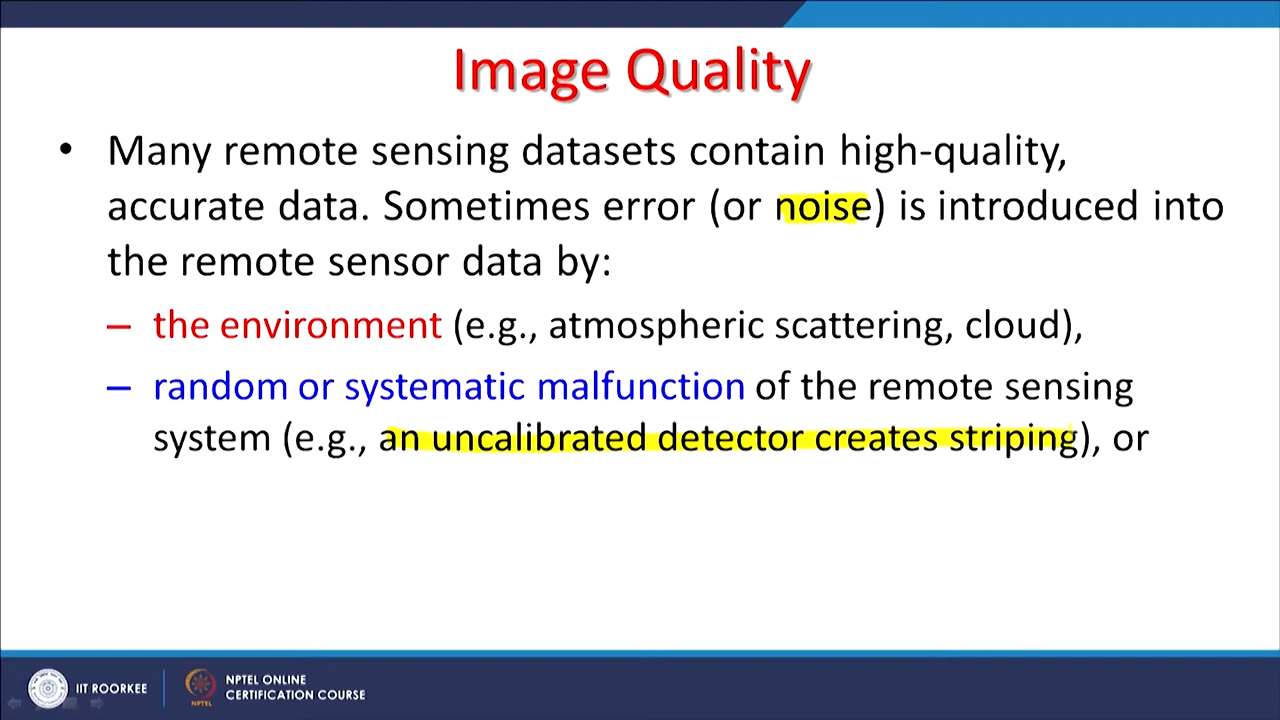 Image Quality
• Many remote sensing datasets contain high-quality,
accurate data. Sometimes error (or noise) is introduced into
the remote sensor data by:
– the environment (e.g., atmospheric scattering, cloud),
– random or systematic malfunction of the remote sensing
system (e.g., an uncalibrated detector creates striping), or
IIT ROORKEE
NPTEL
NPTEL ONLINE
CERTIFICATION COURSE